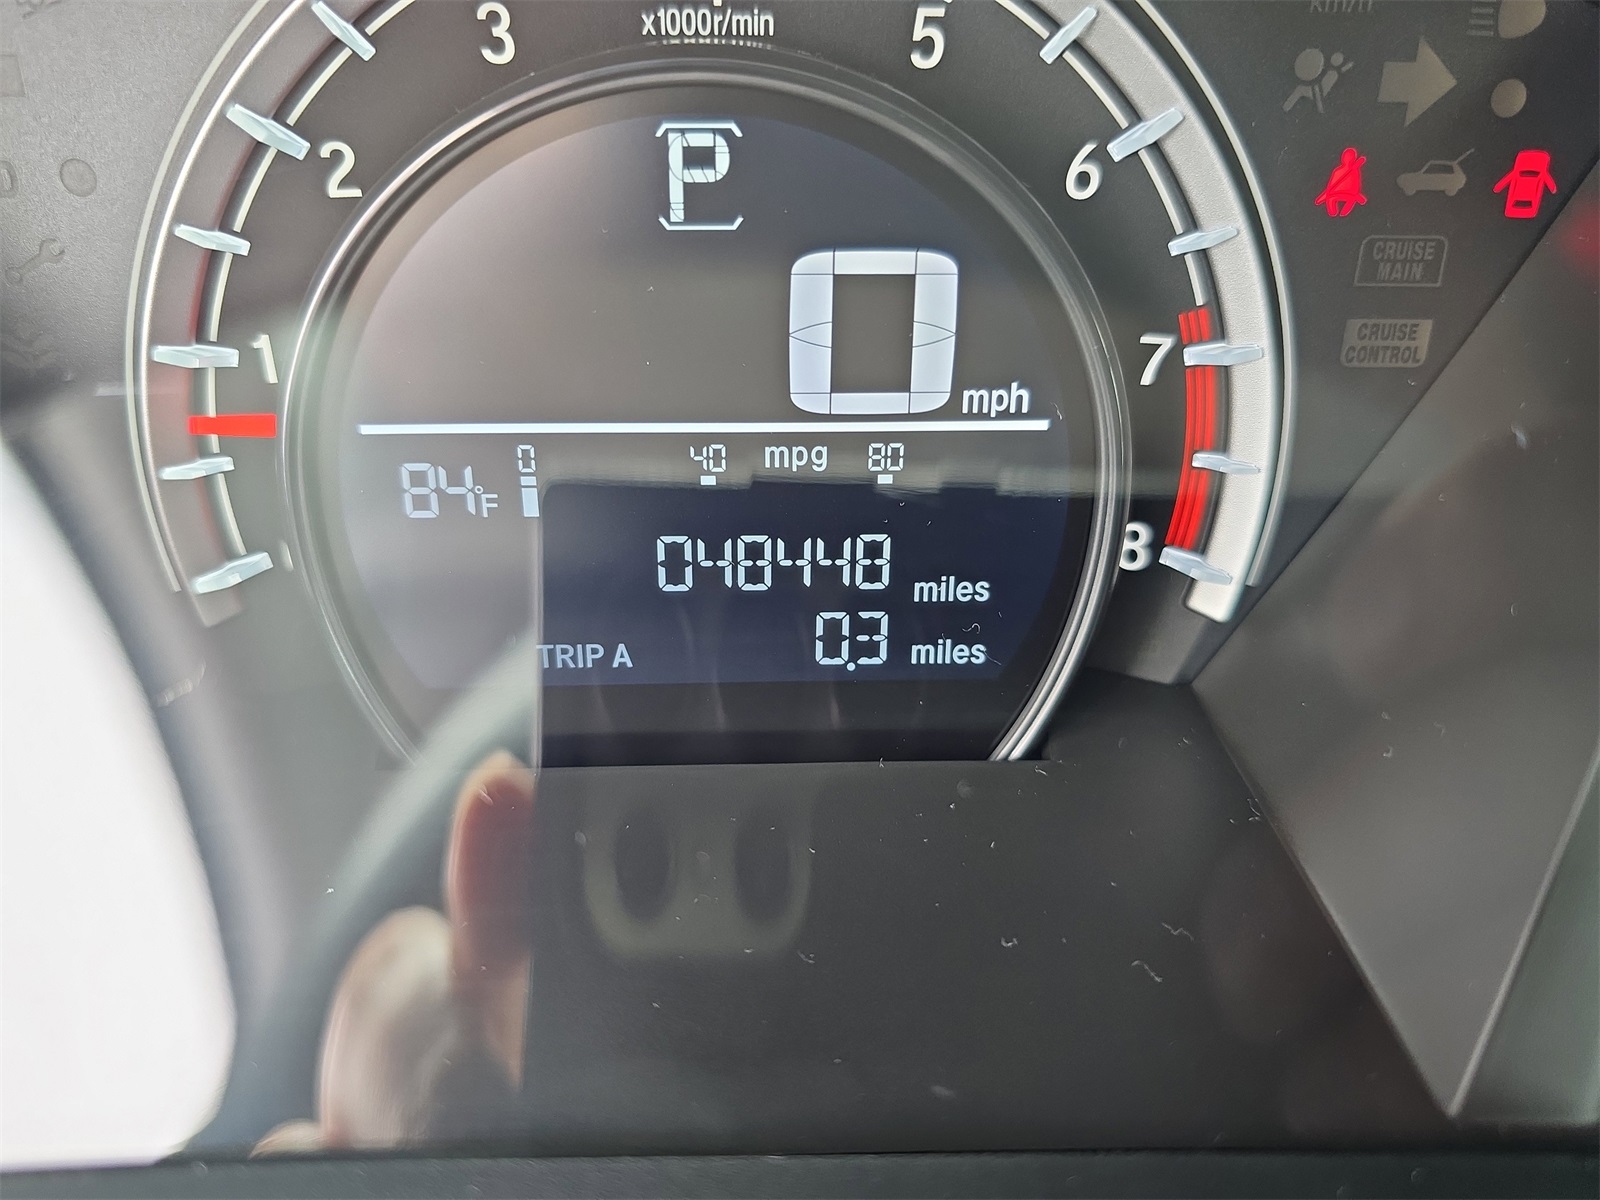 x1000r/min
3
5
P
2
6
0
mph
CRUISE
MAIN
CRUISE
CONTROL
1
7
0
40
mpg
80
84°F
048448 miles
8
TRIP A 0.3 miles